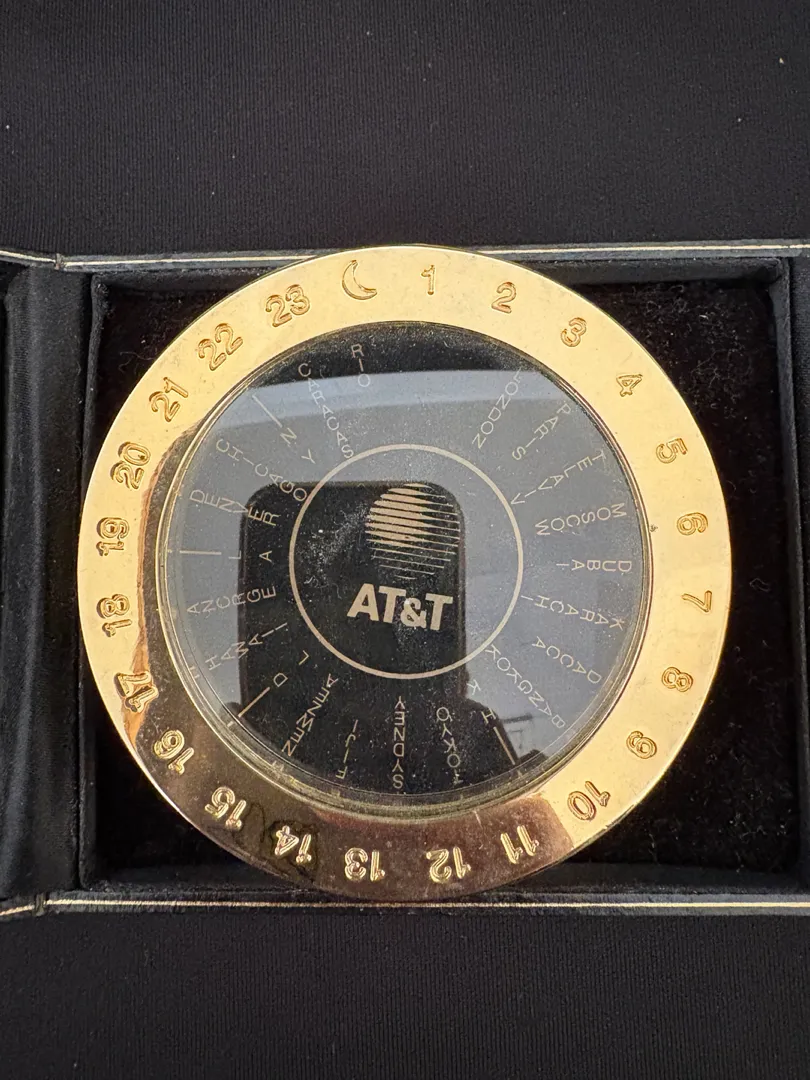 1
2
3
4
5
6
7
8
9
10
11
12
13
14
15
16
17
18
19
20
21
22
23
RIO
LONDON
PARIS
TEL AVIV
MOSCOW
DUBAI
KARACHI
DACCA
BANGKOK
H K
TOKYO
SYDNEY
FIJI
I D L
HAWAII
ANCORGE
L A
DENVER
CHICAGO
N Y
CARACAS
AT&T